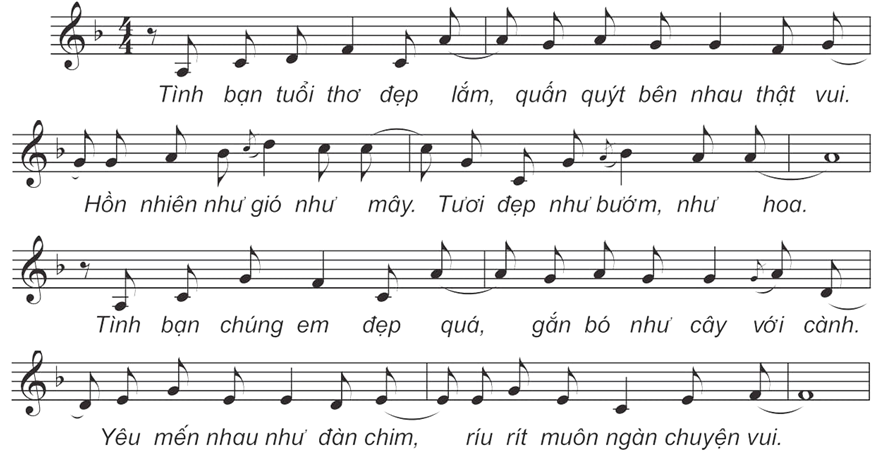 4
4
Tình bạn tuổi thơ đẹp lắm, quấn quýt bên nhau thật vui.
Hồn nhiên như gió như mây. Tươi đẹp như bướm, như hoa.
Tình bạn chúng em đẹp quá, gắn bó như cây với cành.
Yêu mến nhau như đàn chim, ríu rít muôn ngàn chuyện vui.